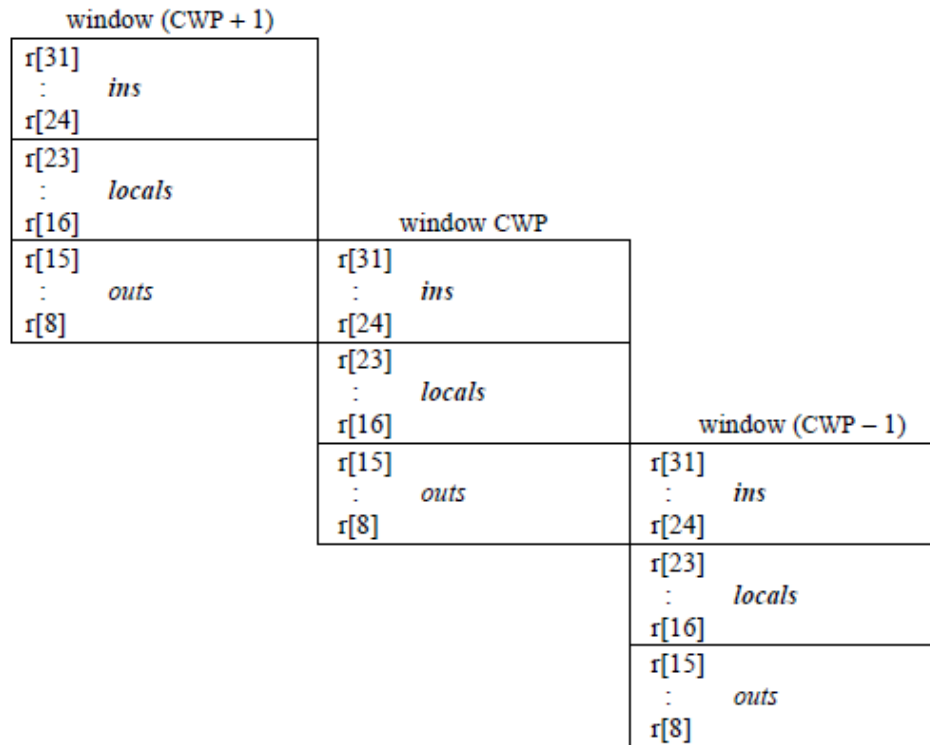 window (CWP + 1)
r[31]
: ins
r[24]
r[23]
: locals
r[16]
window CWP
r[15]
: outs
r[8]
r[31]
: ins
r[24]
r[23]
: locals
r[16]
window (CWP – 1)
r[15]
: outs
r[8]
r[31]
: ins
r[24]
r[23]
: locals
r[16]
r[15]
: outs
r[8]